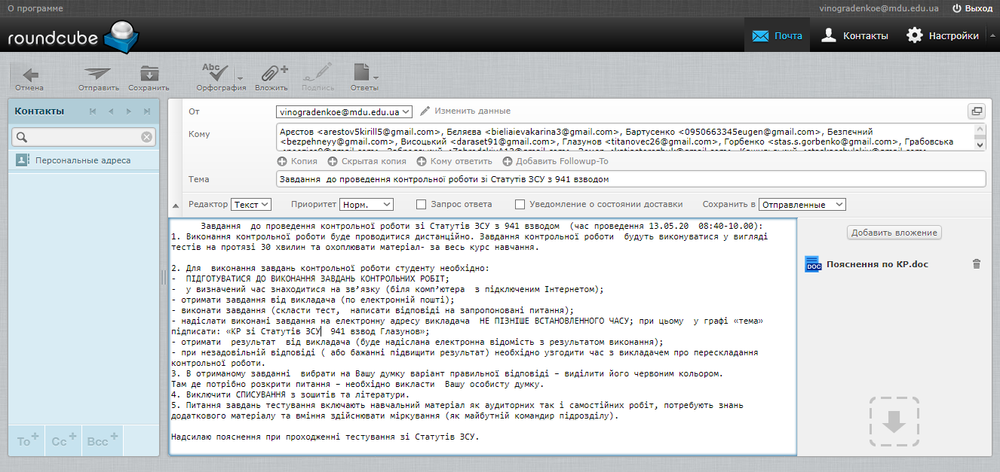 О программе
vinogradenkoe@mdu.edu.ua Выход
roundcube
Почта Контакты Настройки
Отмена Отправить Сохранить Abc Орфография Вложить Подпись Ответы
Контакты
Персональные адреса
От vinogradenkoe@mdu.edu.ua Изменить данные
Кому Арестов <arestov5kirill5@gmail.com>, Беляева <bieliaievakarina3@gmail.com>, Бартусенко <0950663345eugen@gmail.com>, Безпечний
<bezpehneyy@gmail.com>, Висоцький <daraset91@gmail.com>, Глазунов <titanovec26@gmail.com>, Горбенко <stas.s.gorbenko@gmail.com>, Грабовська
Копия Скрытая копия Кому ответить Добавить Followup-To
Тема Завдання  до проведення контрольної роботи зі Статутів ЗСУ з 941 взводом
Редактор Текст Приоритет Норм. Запрос ответа Уведомление о состоянии доставки Сохранить в Отправленные
Завдання  до проведення контрольної роботи зі Статутів ЗСУ з 941 взводом  (час проведення 13.05.20  08:40-10.00):
1. Виконання контрольної роботи буде проводитися дистанційно. Завдання контрольної роботи  будуть виконуватися у вигляді
тестів на протязі 30 хвилин та охоплювати матеріал- за весь курс навчання.
2. Для  виконання завдань контрольної роботи студенту необхідно:
-  ПІДГОТУВАТИСЯ ДО ВИКОНАННЯ ЗАВДАНЬ КОНТРОЛЬНИХ РОБІТ;
-  у визначений час знаходитися на зв’язку (біля комп’ютера  з підключеним Інтернетом);
- отримати завдання від викладача (по електронній пошті);
- виконати завдання (скласти тест,  написати відповіді на запропоновані питання);
- надіслати виконані завдання на електронну адресу викладача  НЕ ПІЗНІШЕ ВСТАНОВЛЕННОГО ЧАСУ; при цьому  у графі «тема»
підписати: «КР зі Статутів ЗСУ  941 взвод Глазунов»;
- отримати  результат  від викладача (буде надіслана електронна відомість з результатом виконання);
- при незадовільній відповіді ( або бажанні підвищити результат) необхідно узгодити час з викладачем про перескладання
контрольної роботи.
3. В отриманому завданні  вибрати на Вашу думку варіант правильної відповіді – виділити його червоним кольором.
Там де потрібно розкрити питання – необхідно викласти  Вашу особисту думку.
4. Виключити СПИСУВАННЯ з зошитів та літератури.
5. Питання завдань тестування включають навчальний матеріал як аудиторних так і самостійних робіт, потребують знань
додаткового матеріалу та вміння здійснювати міркування (як майбутній командир підрозділу).
Надсилаю пояснення при проходженні тестування зі Статутів ЗСУ.
Добавить вложение
DOC Пояснення по КР.doc
To+ Cc+ Bcc+